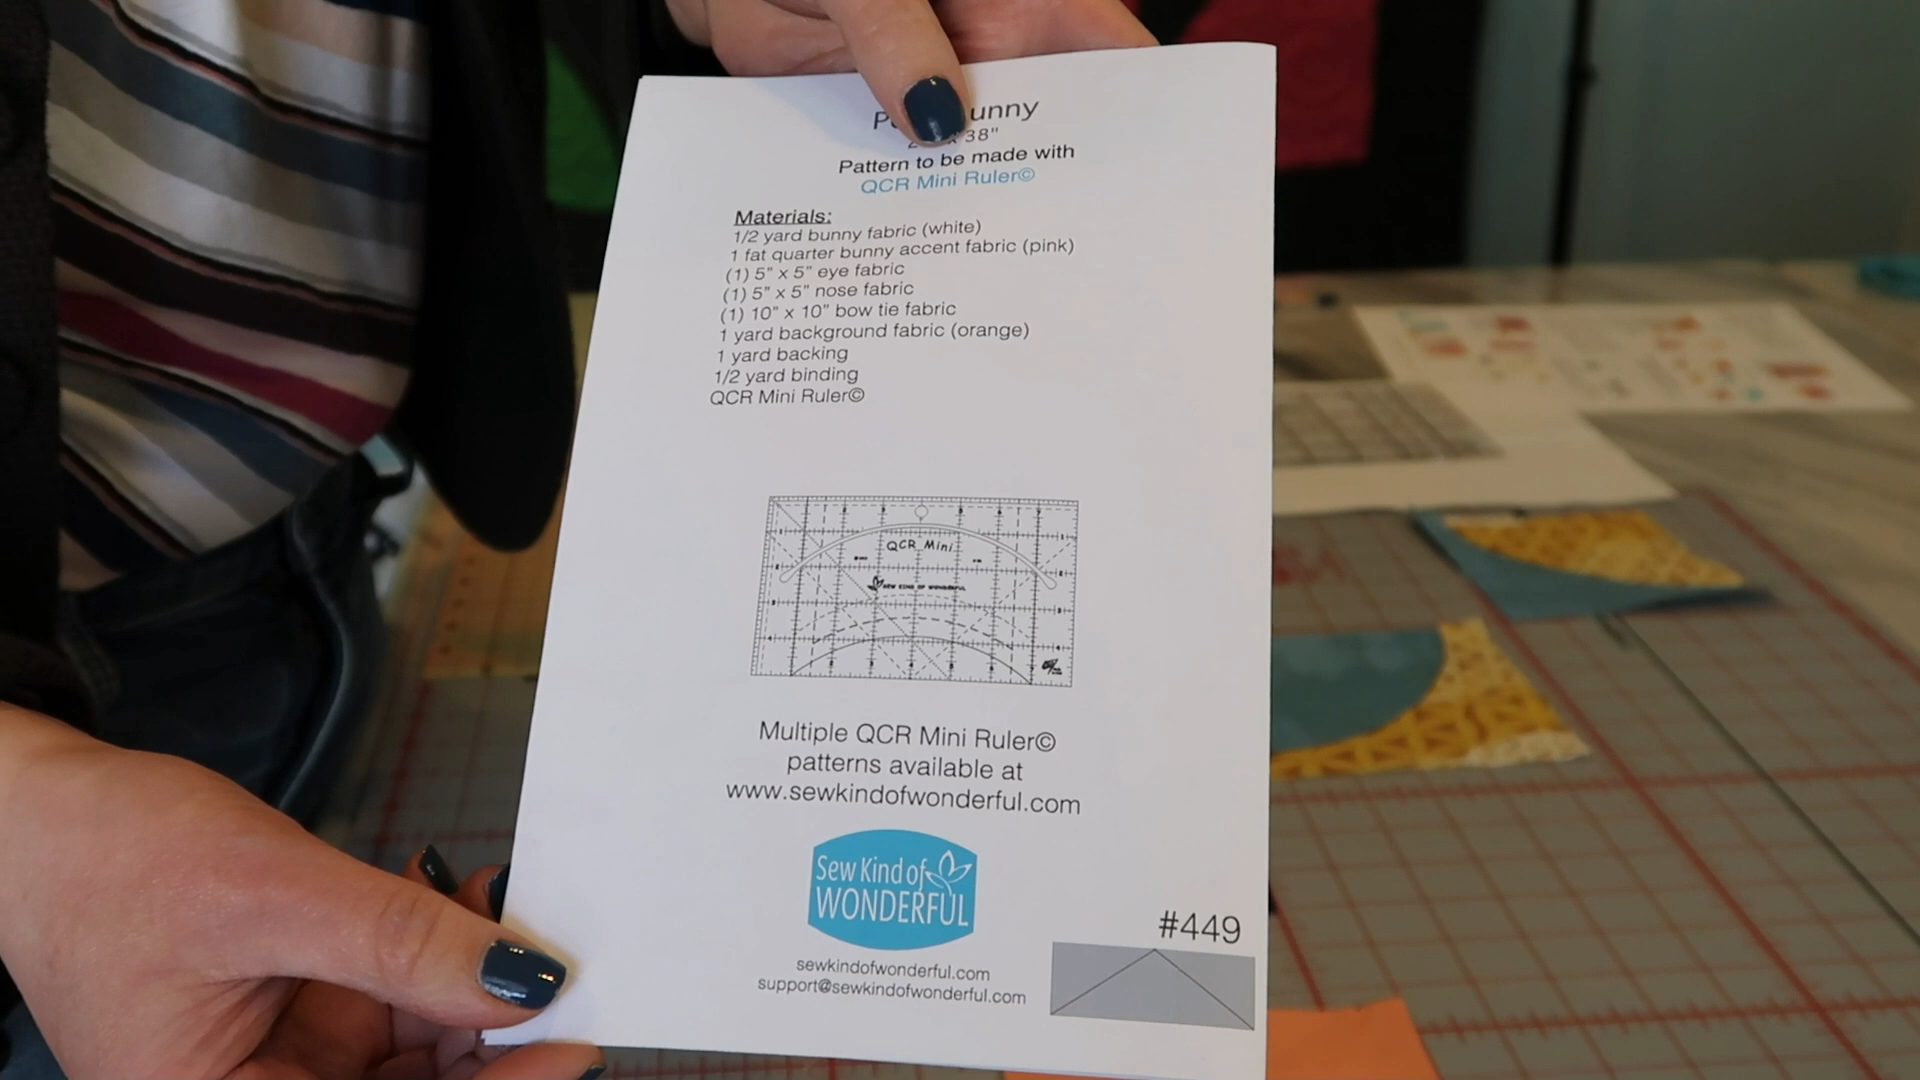 unny
38"
Pattern to be made with
QCR Mini Ruler©
Materials:
1/2 yard bunny fabric (white)
1 fat quarter bunny accent fabric (pink)
(1) 5" x 5" eye fabric
(1) 5" x 5" nose fabric
(1) 10" x 10" bow tie fabric
1 yard background fabric (orange)
1 yard backing
1/2 yard binding
QCR Mini Ruler©
QCR Mini
SEW KIND OF WONDERFUL
Multiple QCR Mini Ruler©
patterns available at
www.sewkindofwonderful.com
Sew Kind of
WONDERFUL
#449
sewkindofwonderful.com
support@sewkindofwonderful.com